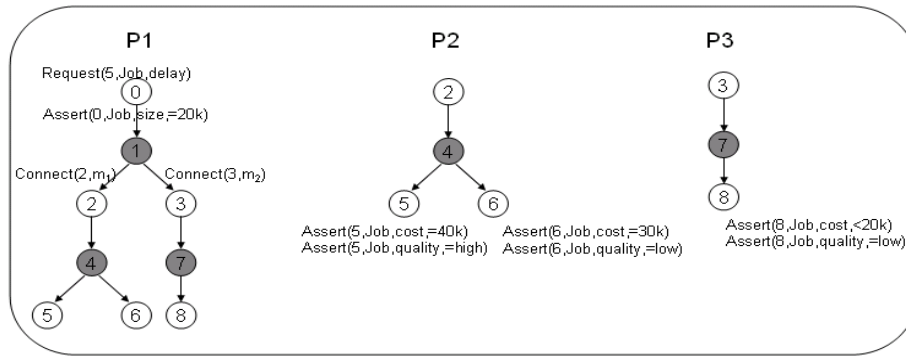 P1
P2
P3
Request(5,Job,delay)
0
Assert(0,Job,size,=20k)
1
Connect(2,m1)
Connect(3,m2)
2
3
4
7
5
6
8
2
4
5
6
Assert(5,Job,cost,=40k)
Assert(5,Job,quality,=high)
Assert(6,Job,cost,=30k)
Assert(6,Job,quality,=low)
3
7
8
Assert(8,Job,cost,<20k)
Assert(8,Job,quality,=low)